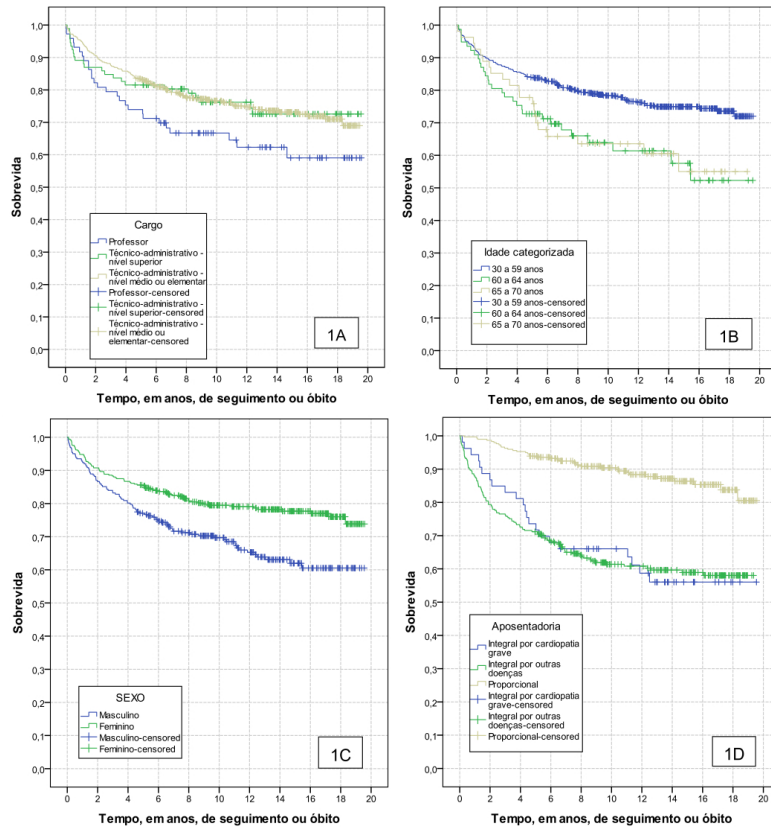 1,0
0,9
0,8
0,7
0,6
0,5
0,4
0,3
0,2
0,1
0,0
Sobrevida
Cargo
Professor
Técnico-administrativo -
nível superior
Técnico-administrativo -
nível médio ou elementar
Professor-censored
Técnico-administrativo -
nível superior-censored
Técnico-administrativo -
nível médio ou
elementar-censored
1A
0 2 4 6 8 10 12 14 16 18 20
Tempo, em anos, de seguimento ou óbito
1,0
0,9
0,8
0,7
0,6
0,5
0,4
0,3
0,2
0,1
0,0
Sobrevida
Idade categorizada
30 a 59 anos
60 a 64 anos
65 a 70 anos
30 a 59 anos-censored
60 a 64 anos-censored
65 a 70 anos-censored
1B
0 2 4 6 8 10 12 14 16 18 20
Tempo, em anos, de seguimento ou óbito
1,0
0,9
0,8
0,7
0,6
0,5
0,4
0,3
0,2
0,1
0,0
Sobrevida
SEXO
Masculino
Feminino
Masculino-censored
Feminino-censored
1C
0 2 4 6 8 10 12 14 16 18 20
Tempo, em anos, de seguimento ou óbito
1,0
0,9
0,8
0,7
0,6
0,5
0,4
0,3
0,2
0,1
0,0
Sobrevida
Aposentadoria
Integral por cardiopatia
grave
Integral por outras
doenças
Proporcional
Integral por cardiopatia
grave-censored
Integral por outras
doenças-censored
Proporcional-censored
1D
0 2 4 6 8 10 12 14 16 18 20
Tempo, em anos, de seguimento ou óbito